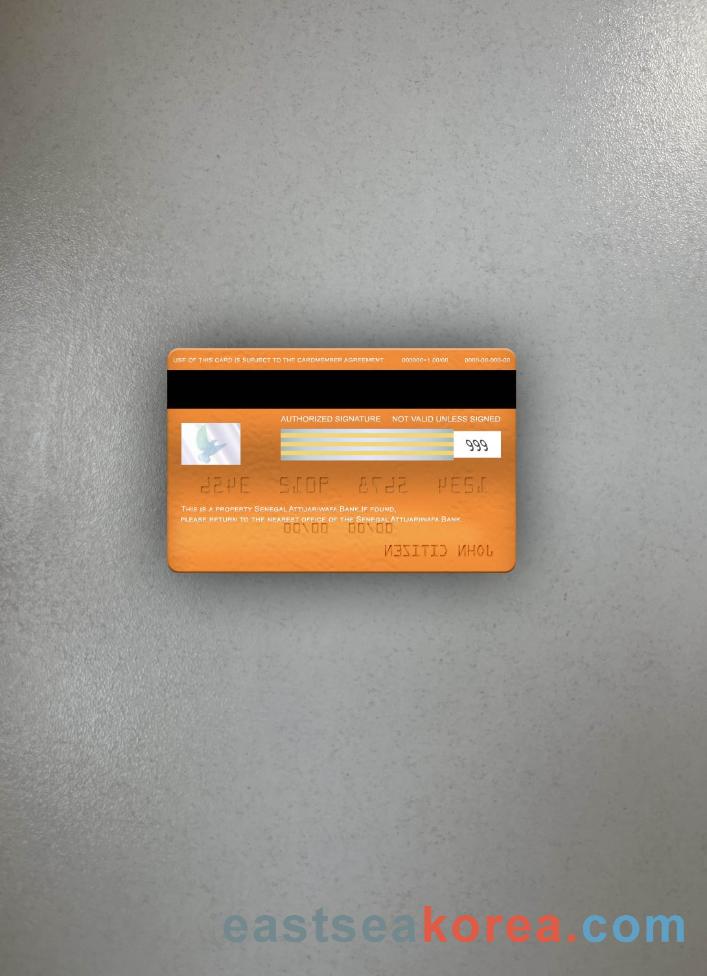 USE OF THIS CARD IS SUBJECT TO THE CARDMEMBER AGREEMENT 000000+1 00/00 0000-00-000-00
AUTHORIZED SIGNATURE NOT VALID UNLESS SIGNED
999
1234 5678 9012 3456
THIS IS A PROPERTY SENEGAL ATTIJARIWAFA BANK.IF FOUND,
PLEASE RETURN TO THE NEAREST OFFICE OF THE SENEGAL ATTIJARIWAFA BANK.
00/00 00/00
JOHN CITIZEN
eastseakorea.com